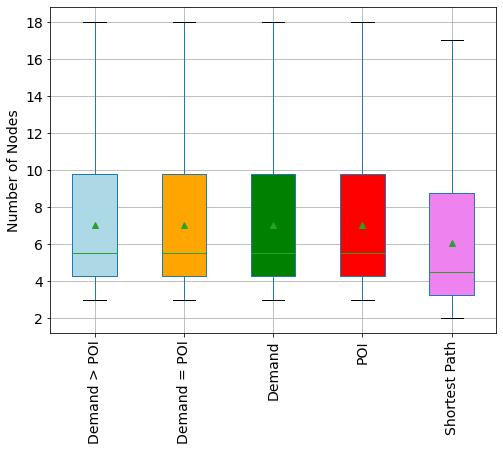 Number of Nodes
18
16
14
12
10
8
6
4
2
Demand > POI
Demand = POI
Demand
POI
Shortest Path